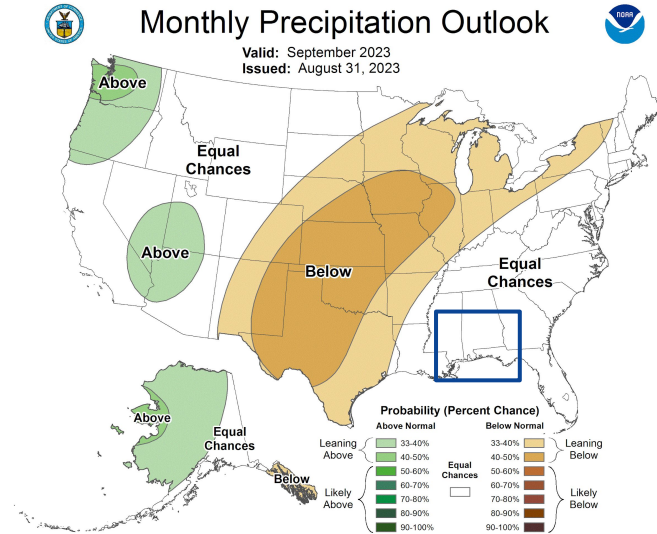 Monthly Precipitation Outlook
NOAA
Valid: September 2023
Issued: August 31, 2023
Above
Equal
Chances
Above
Below
Equal
Chances
Above
Equal
Chances
Below
Probability (Percent Chance)
Above Normal
Below Normal
Leaning
Above
33-40%
40-50%
50-60%
60-70%
70-80%
80-90%
90-100%
Likely
Above
Equal
Chances
33-40%
40-50%
50-60%
60-70%
70-80%
80-90%
90-100%
Leaning
Below
Likely
Below